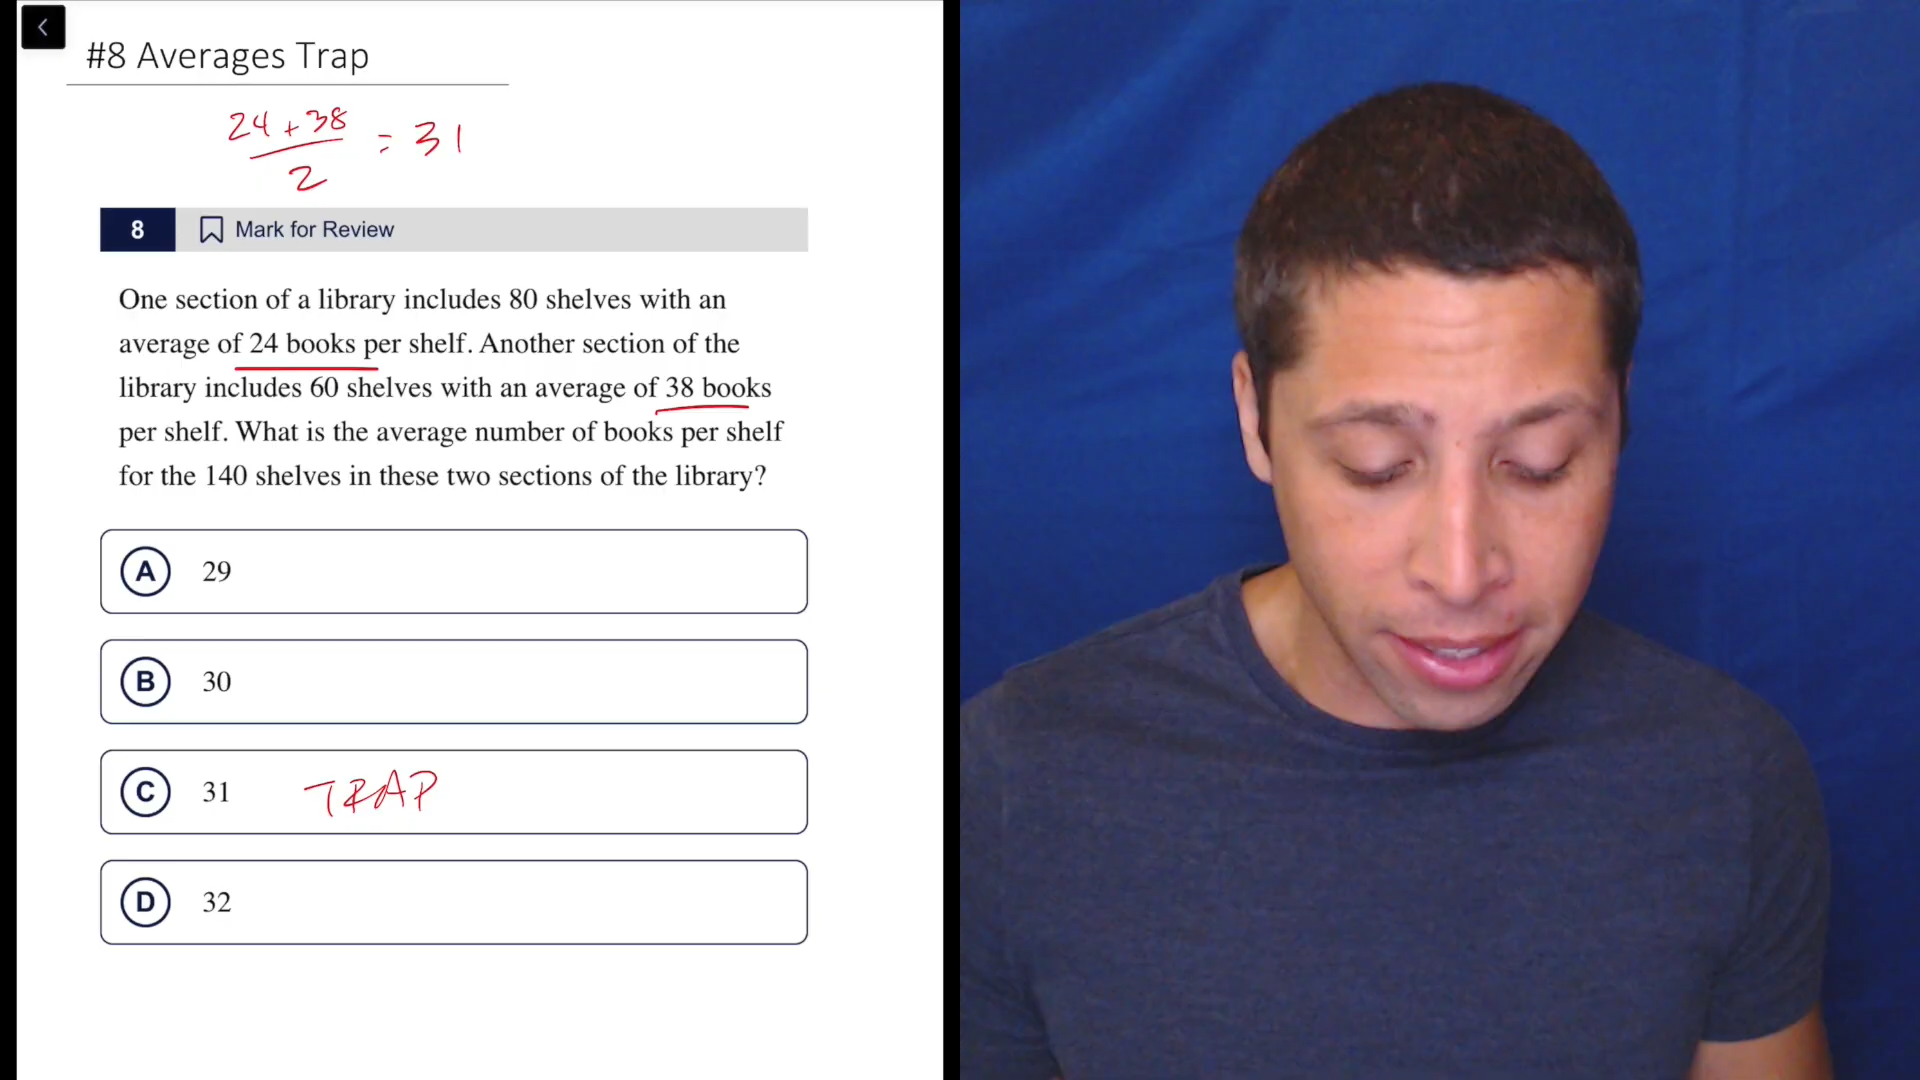 #8 Averages Trap
24 + 38
2
= 31
8
Mark for Review
One section of a library includes 80 shelves with an
average of 24 books per shelf. Another section of the
library includes 60 shelves with an average of 38 books
per shelf. What is the average number of books per shelf
for the 140 shelves in these two sections of the library?
A 29
B 30
C 31 TRAP
D 32